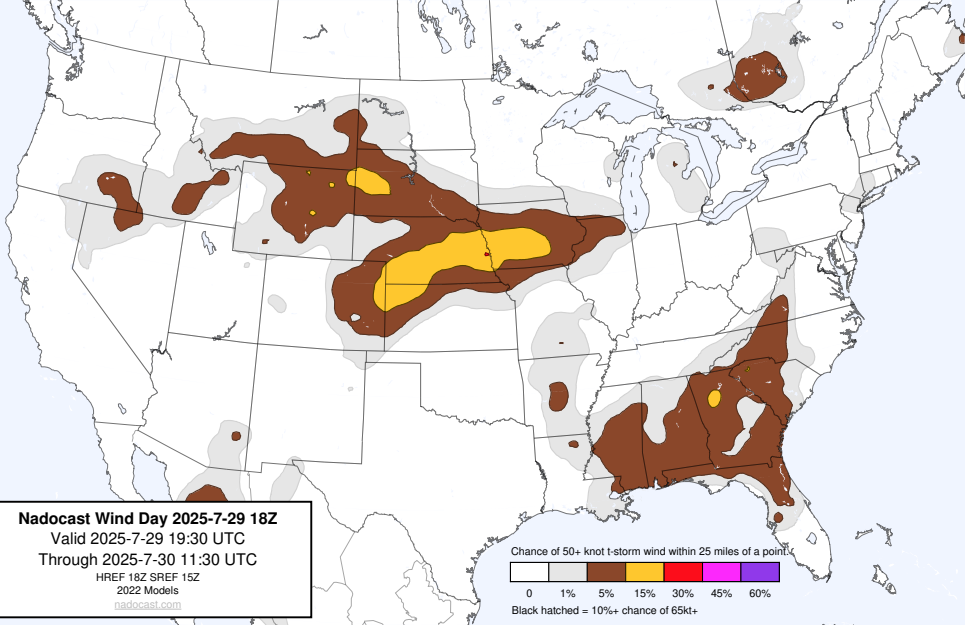 Nadocast Wind Day 2025-7-29 18Z
Valid 2025-7-29 19:30 UTC
Through 2025-7-30 11:30 UTC
HREF 18Z SREF 15Z
2022 Models
nadocast.com
Chance of 50+ knot t-storm wind within 25 miles of a point.
0 1% 5% 15% 30% 45% 60%
Black hatched = 10%+ chance of 65kt+